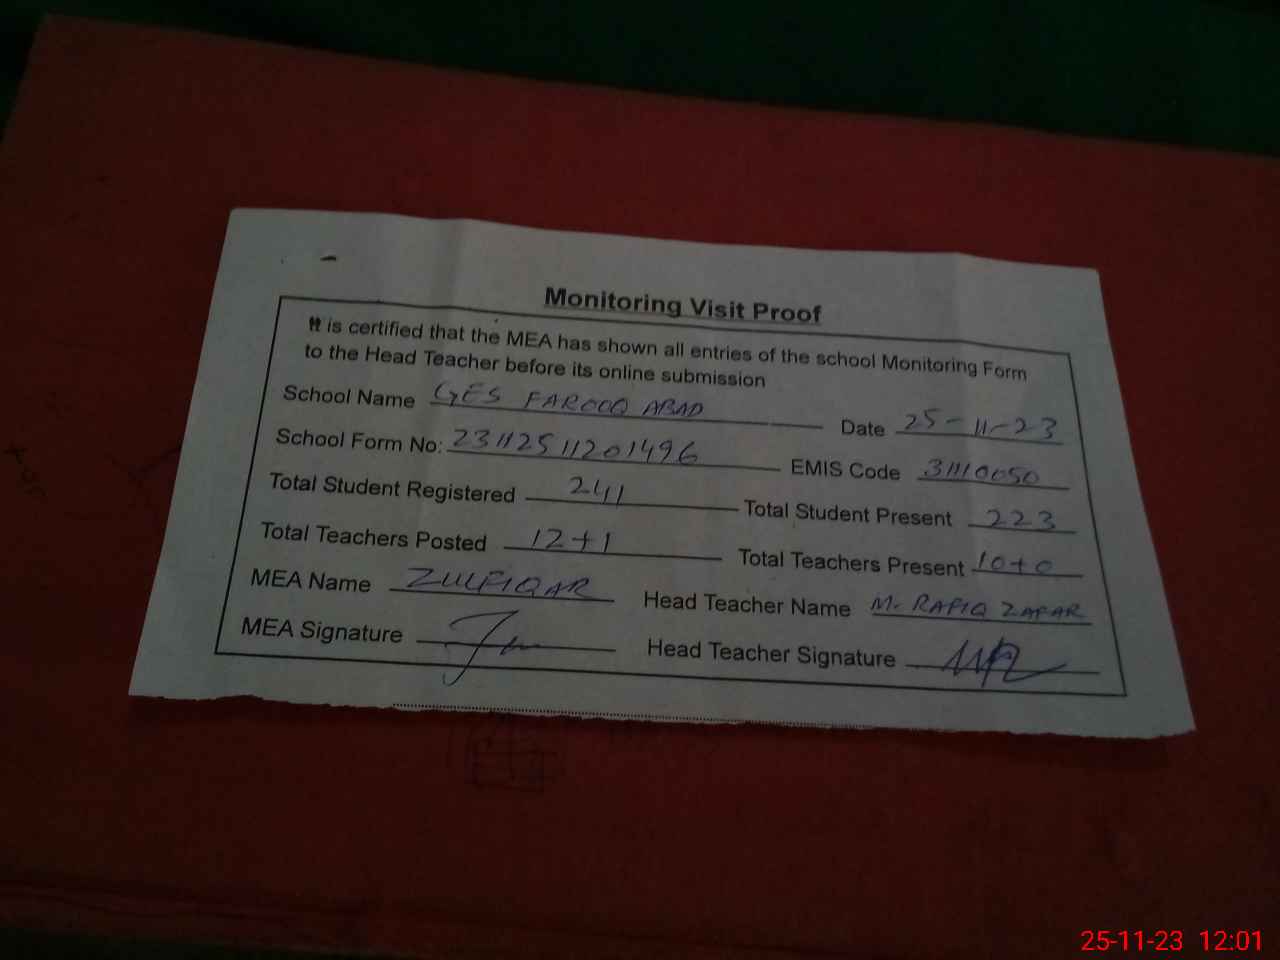 Monitoring Visit Proof
It is certified that the MEA has shown all entries of the school Monitoring Form
to the Head Teacher before its online submission
School Name GES FAROOQ ABAD Date 25-11-23
School Form No: 23112511201496 EMIS Code 31110050
Total Student Registered 241 Total Student Present 223
Total Teachers Posted 12+1 Total Teachers Present 10+0
MEA Name ZULFIQAR Head Teacher Name M. RAFIQ ZAFAR
MEA Signature Head Teacher Signature
25-11-23 12:01